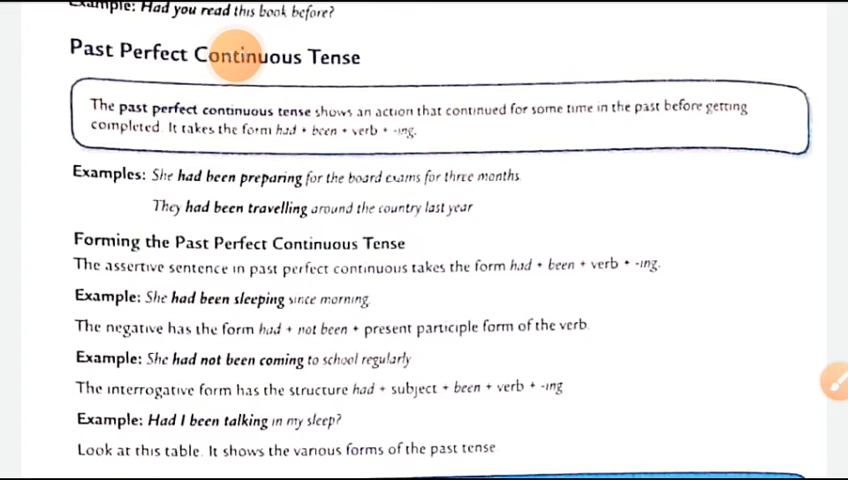 Example: Had you read this book before?
Past Perfect Continuous Tense
The past perfect continuous tense shows an action that continued for some time in the past before getting
completed. It takes the form had + been + verb + -ing.
Examples: She had been preparing for the board exams for three months.
They had been travelling around the country last year
Forming the Past Perfect Continuous Tense
The assertive sentence in past perfect continuous takes the form had + been + verb + -ing.
Example: She had been sleeping since morning.
The negative has the form had + not been + present participle form of the verb.
Example: She had not been coming to school regularly
The interrogative form has the structure had + subject + been + verb + -ing
Example: Had I been talking in my sleep?
Look at this table. It shows the various forms of the past tense